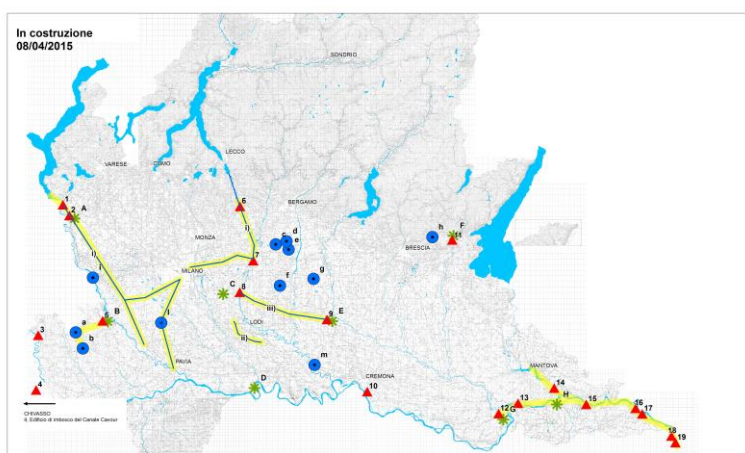 In costruzione
08/04/2015
SONDRIO
LECCO
VARESE
COMO
1
2
A
6
BERGAMO
i)
MONZA
c
d
e
h
F
11
BRESCIA
7
MILANO
i)
f
g
C
8
iii)
9
E
B
a
b
l
LODI
ii)
3
PAVIA
m
MANTOVA
4
D
CREMONA
10
14
12
G
13
H
15
16
17
18
19
CHIVASSO
4, Edificio di imbocco del Canale Cavour